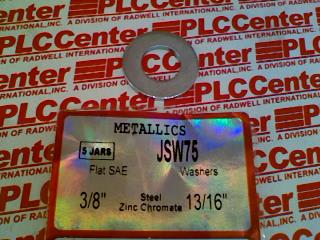 PLCCenter
A DIVISION OF RADWELL INTERNATIONAL, INC.
METALLICS
5 JARS
JSW75
Flat SAE
Washers
3/8"
Steel
Zinc Chromate
13/16"